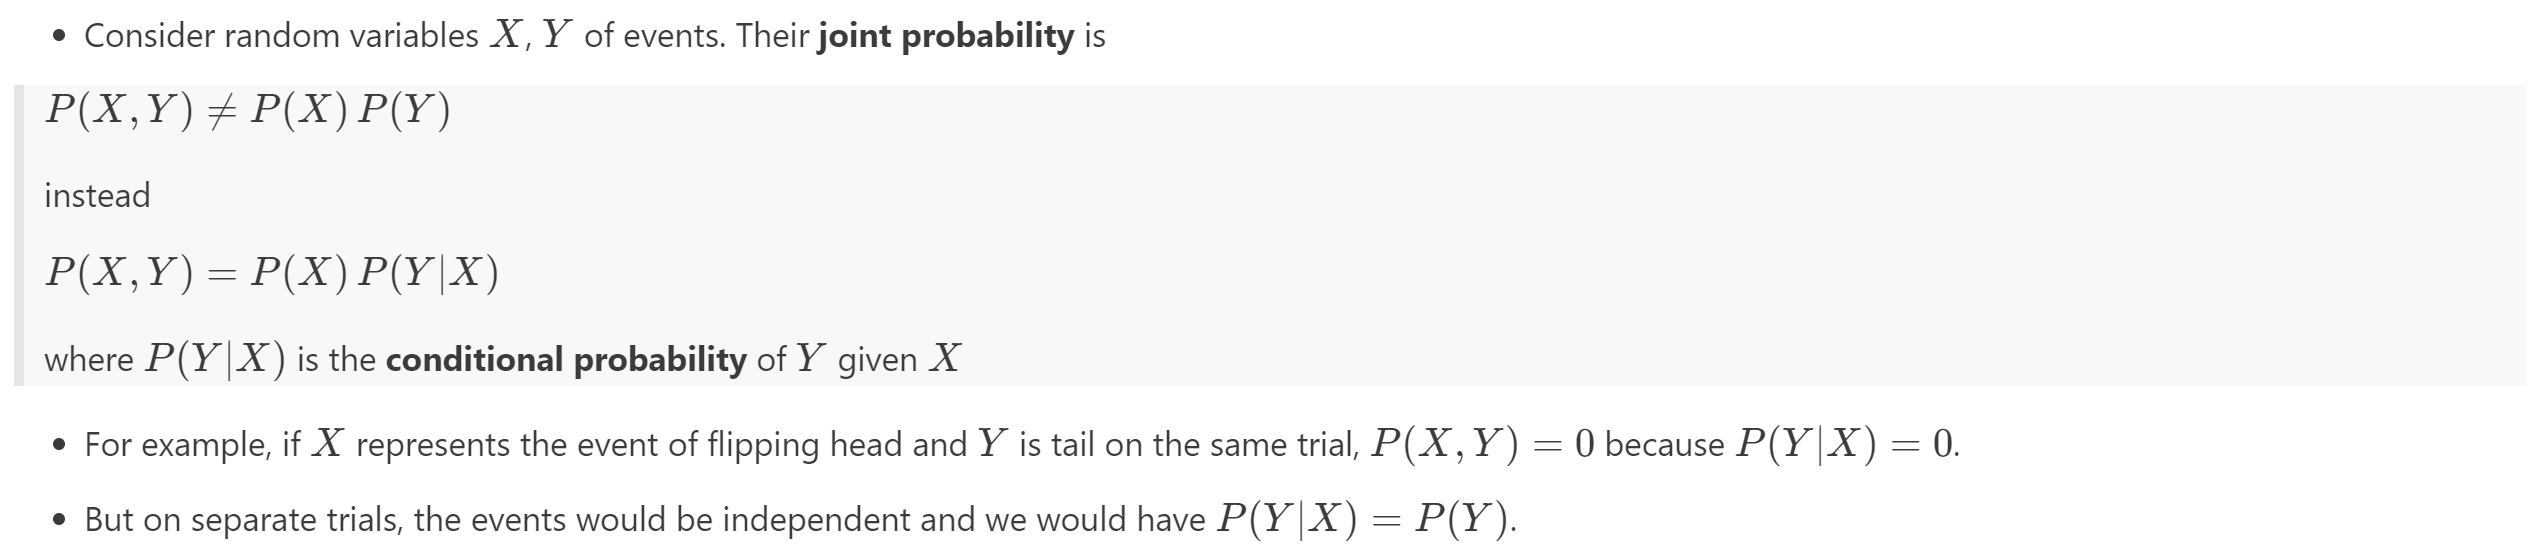 • Consider random variables X, Y of events. Their joint probability is
P(X, Y) ≠ P(X) P(Y)
instead
P(X, Y) = P(X) P(Y|X)
where P(Y|X) is the conditional probability of Y given X
• For example, if X represents the event of flipping head and Y is tail on the same trial, P(X, Y) = 0 because P(Y|X) = 0.
• But on separate trials, the events would be independent and we would have P(Y|X) = P(Y).